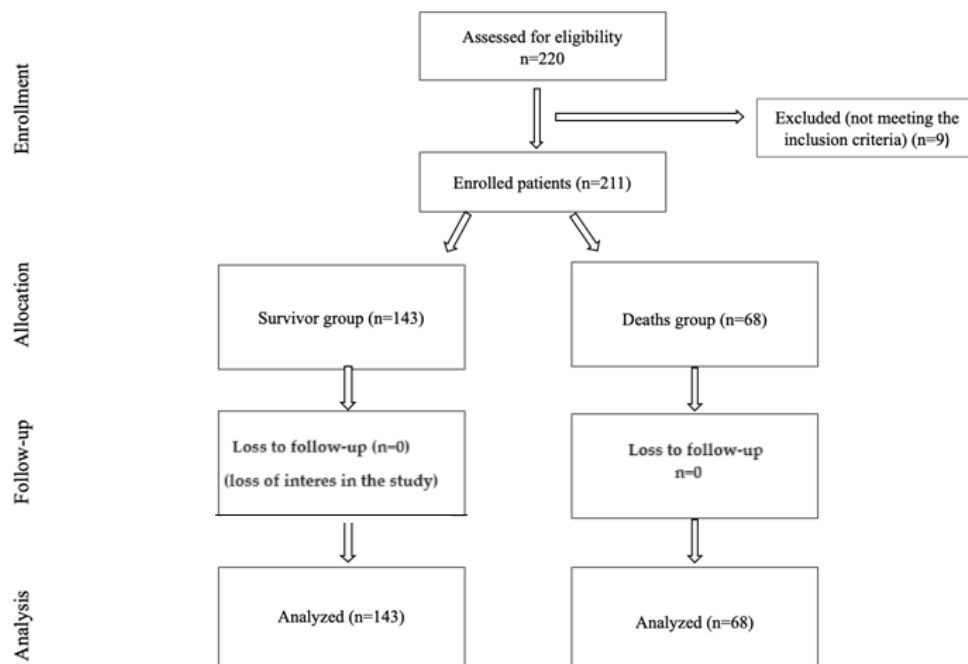 Enrollment
Assessed for eligibility
n=220
Excluded (not meeting the
inclusion criteria) (n=9)
Enrolled patients (n=211)
Allocation
Survivor group (n=143)
Deaths group (n=68)
Follow-up
Loss to follow-up (n=0)
(loss of interes in the study)
Loss to follow-up
n=0
Analysis
Analyzed (n=143)
Analyzed (n=68)